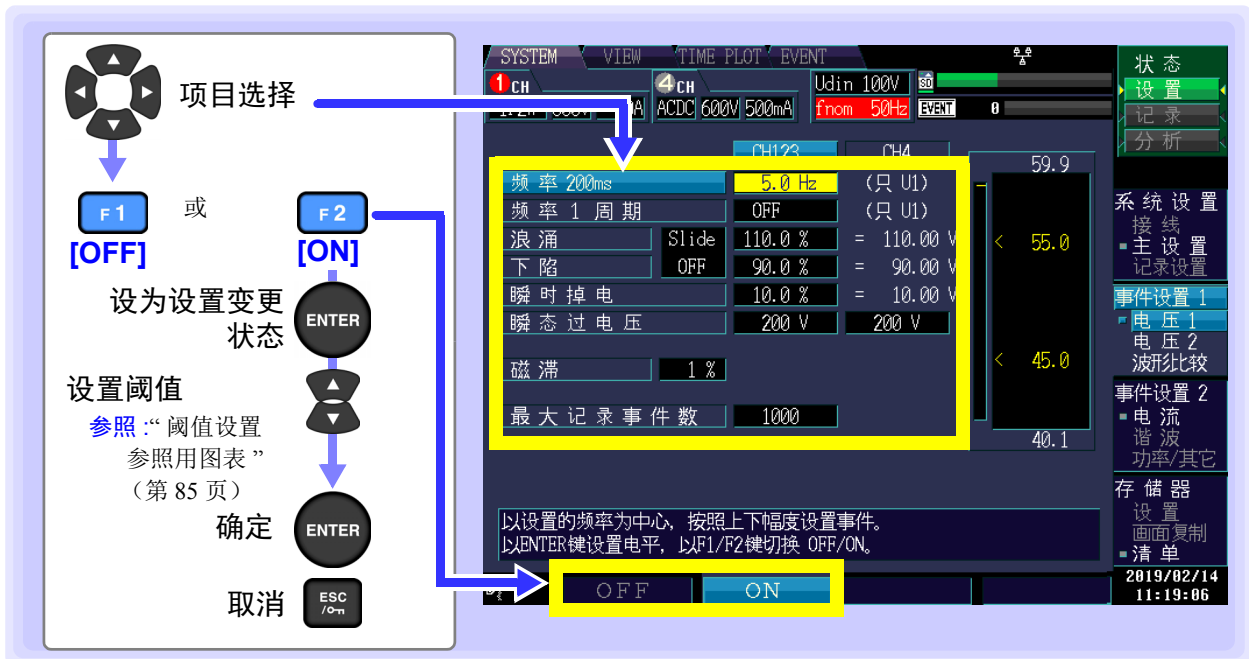 项目选择
F 1
或
F 2
[OFF]
[ON]
设为设置变更
状态
ENTER
设置阈值
参照 :“ 阈值设置
参照用图表 ”
（第 85 页）
确定
ENTER
取消
ESC
SYSTEM VIEW TIME PLOT EVENT
1 CH 4 CH Udin 100V SD
ACDC 600V 500mA fnom 50Hz EVENT 0
CH123 CH4
频 率 200ms 5.0 Hz (只 U1)
频 率 1 周 期 OFF (只 U1)
浪 涌 Slide 110.0 % = 110.00 V
下 陷 OFF 90.0 % = 90.00 V
瞬 时 掉 电 10.0 % = 10.00 V
瞬 态 过 电 压 200 V 200 V
磁 滞 1 %
最 大 记 录 事 件 数 1000
59.9
< 55.0
< 45.0
40.1
以设置的频率为中心, 按照上下幅度设置事件。
以ENTER键设置电平, 以F1/F2键切换 OFF/ON。
OFF ON
状 态
设 置
记 录
分 析
系 统 设 置
接 线
主 设 置
记录设置
事件设置 1
电 压 1
电 压 2
波形比较
事件设置 2
电 流
谐 波
功率/其它
存 储 器
设 置
画面复制
清 单
2019/02/14
11:19:06